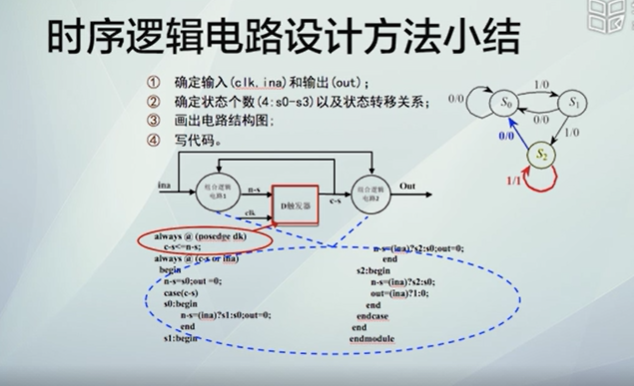 时序逻辑电路设计方法小结
① 确定输入(clk, ina)和输出(out);
② 确定状态个数(4:s0-s3)以及状态转移关系;
③ 画出电路结构图;
④ 写代码。
0/0
S0
1/0
S1
0/0
0/0
1/0
S2
1/1
ina
组合逻辑
电路1
n-s
clk
D触发器
c-s
组合逻辑
电路2
Out
always @ (posedge clk)
c-s<=n-s;
always @ (c-s or ina)
begin
n-s=s0;out =0;
case(c-s)
s0:begin
n-s=(ina)?s1:s0;out=0;
end
s1:begin
n-s=(ina)?s2:s0;out=0;
end
s2:begin
n-s=(ina)?s2:s0;
out=(ina)?1:0;
end
endcase
end
endmodule